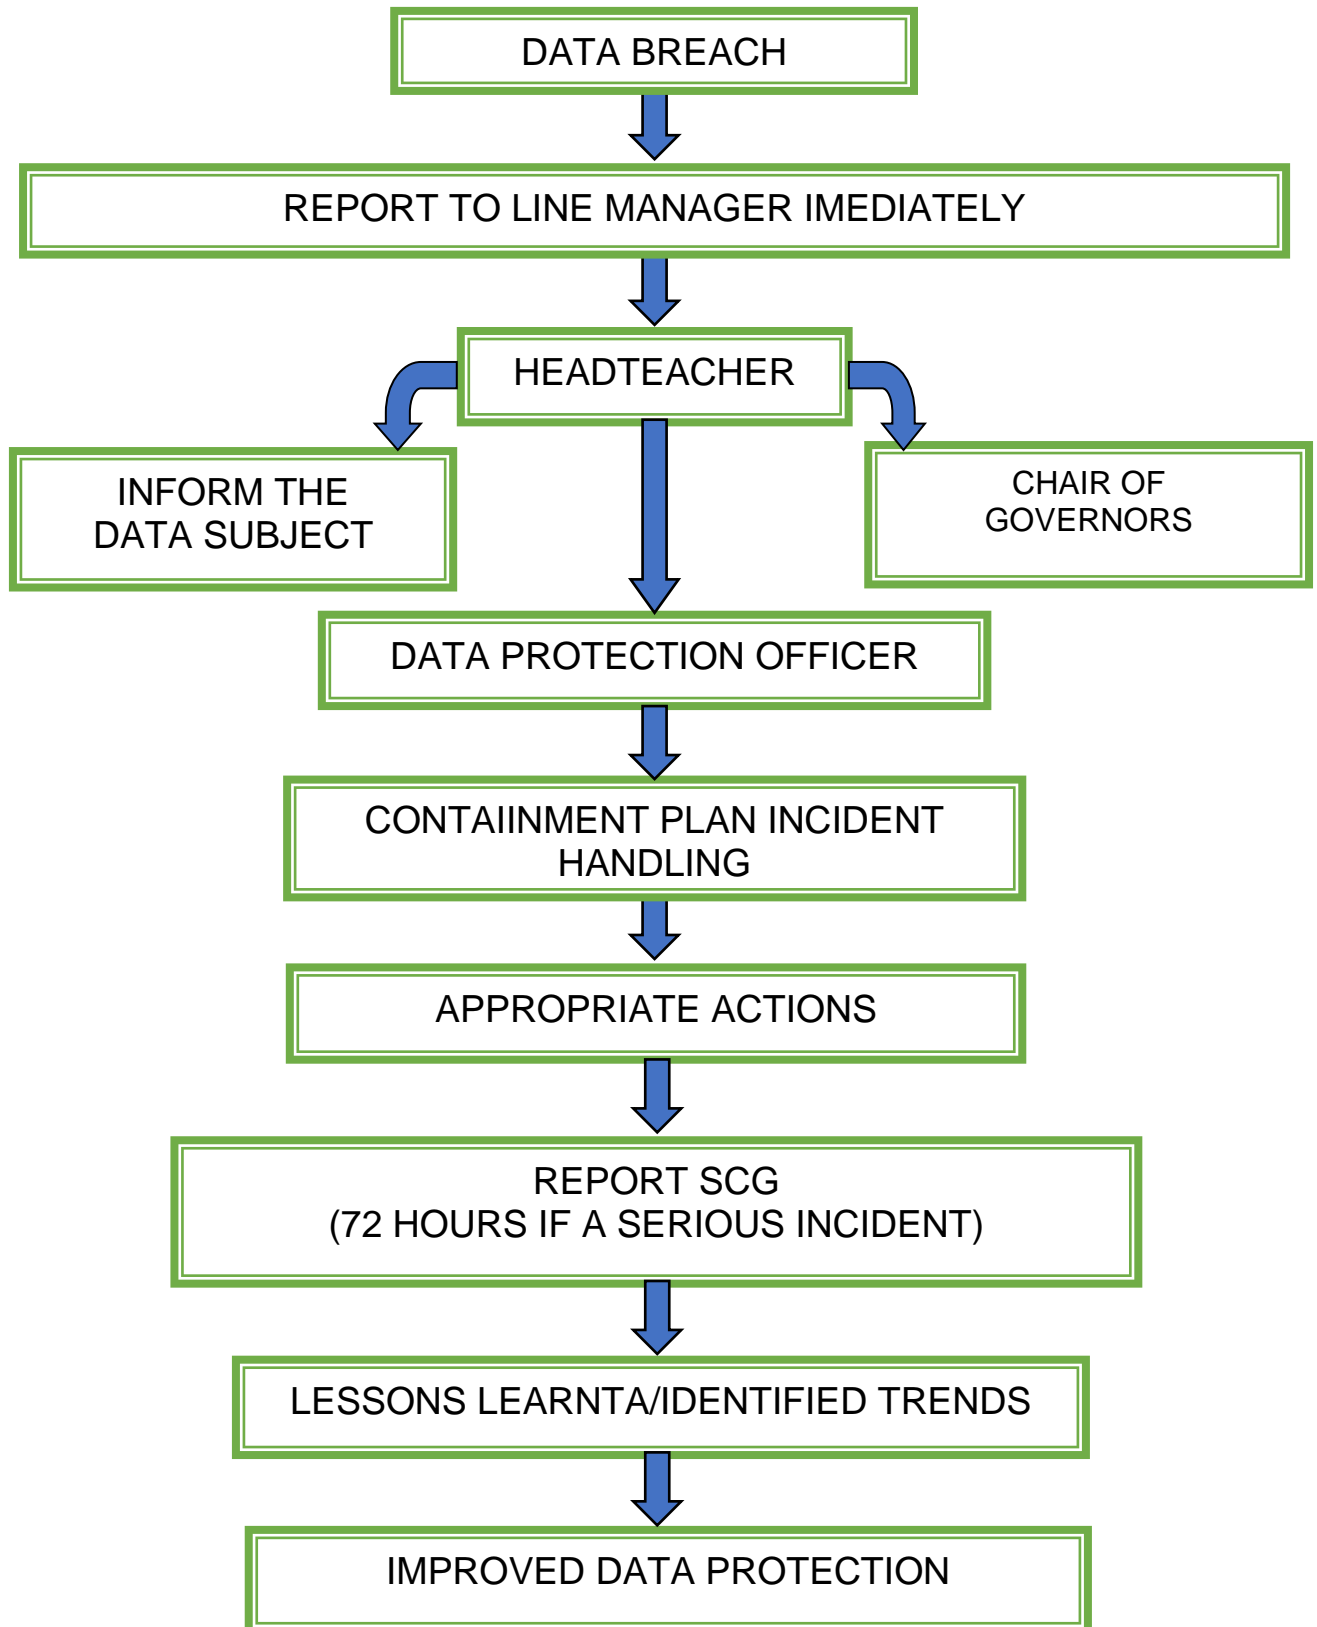 DATA BREACH
REPORT TO LINE MANAGER IMEDIATELY
HEADTEACHER
INFORM THE
DATA SUBJECT
CHAIR OF
GOVERNORS
DATA PROTECTION OFFICER
CONTAIINMENT PLAN INCIDENT
HANDLING
APPROPRIATE ACTIONS
REPORT SCG
(72 HOURS IF A SERIOUS INCIDENT)
LESSONS LEARNTA/IDENTIFIED TRENDS
IMPROVED DATA PROTECTION